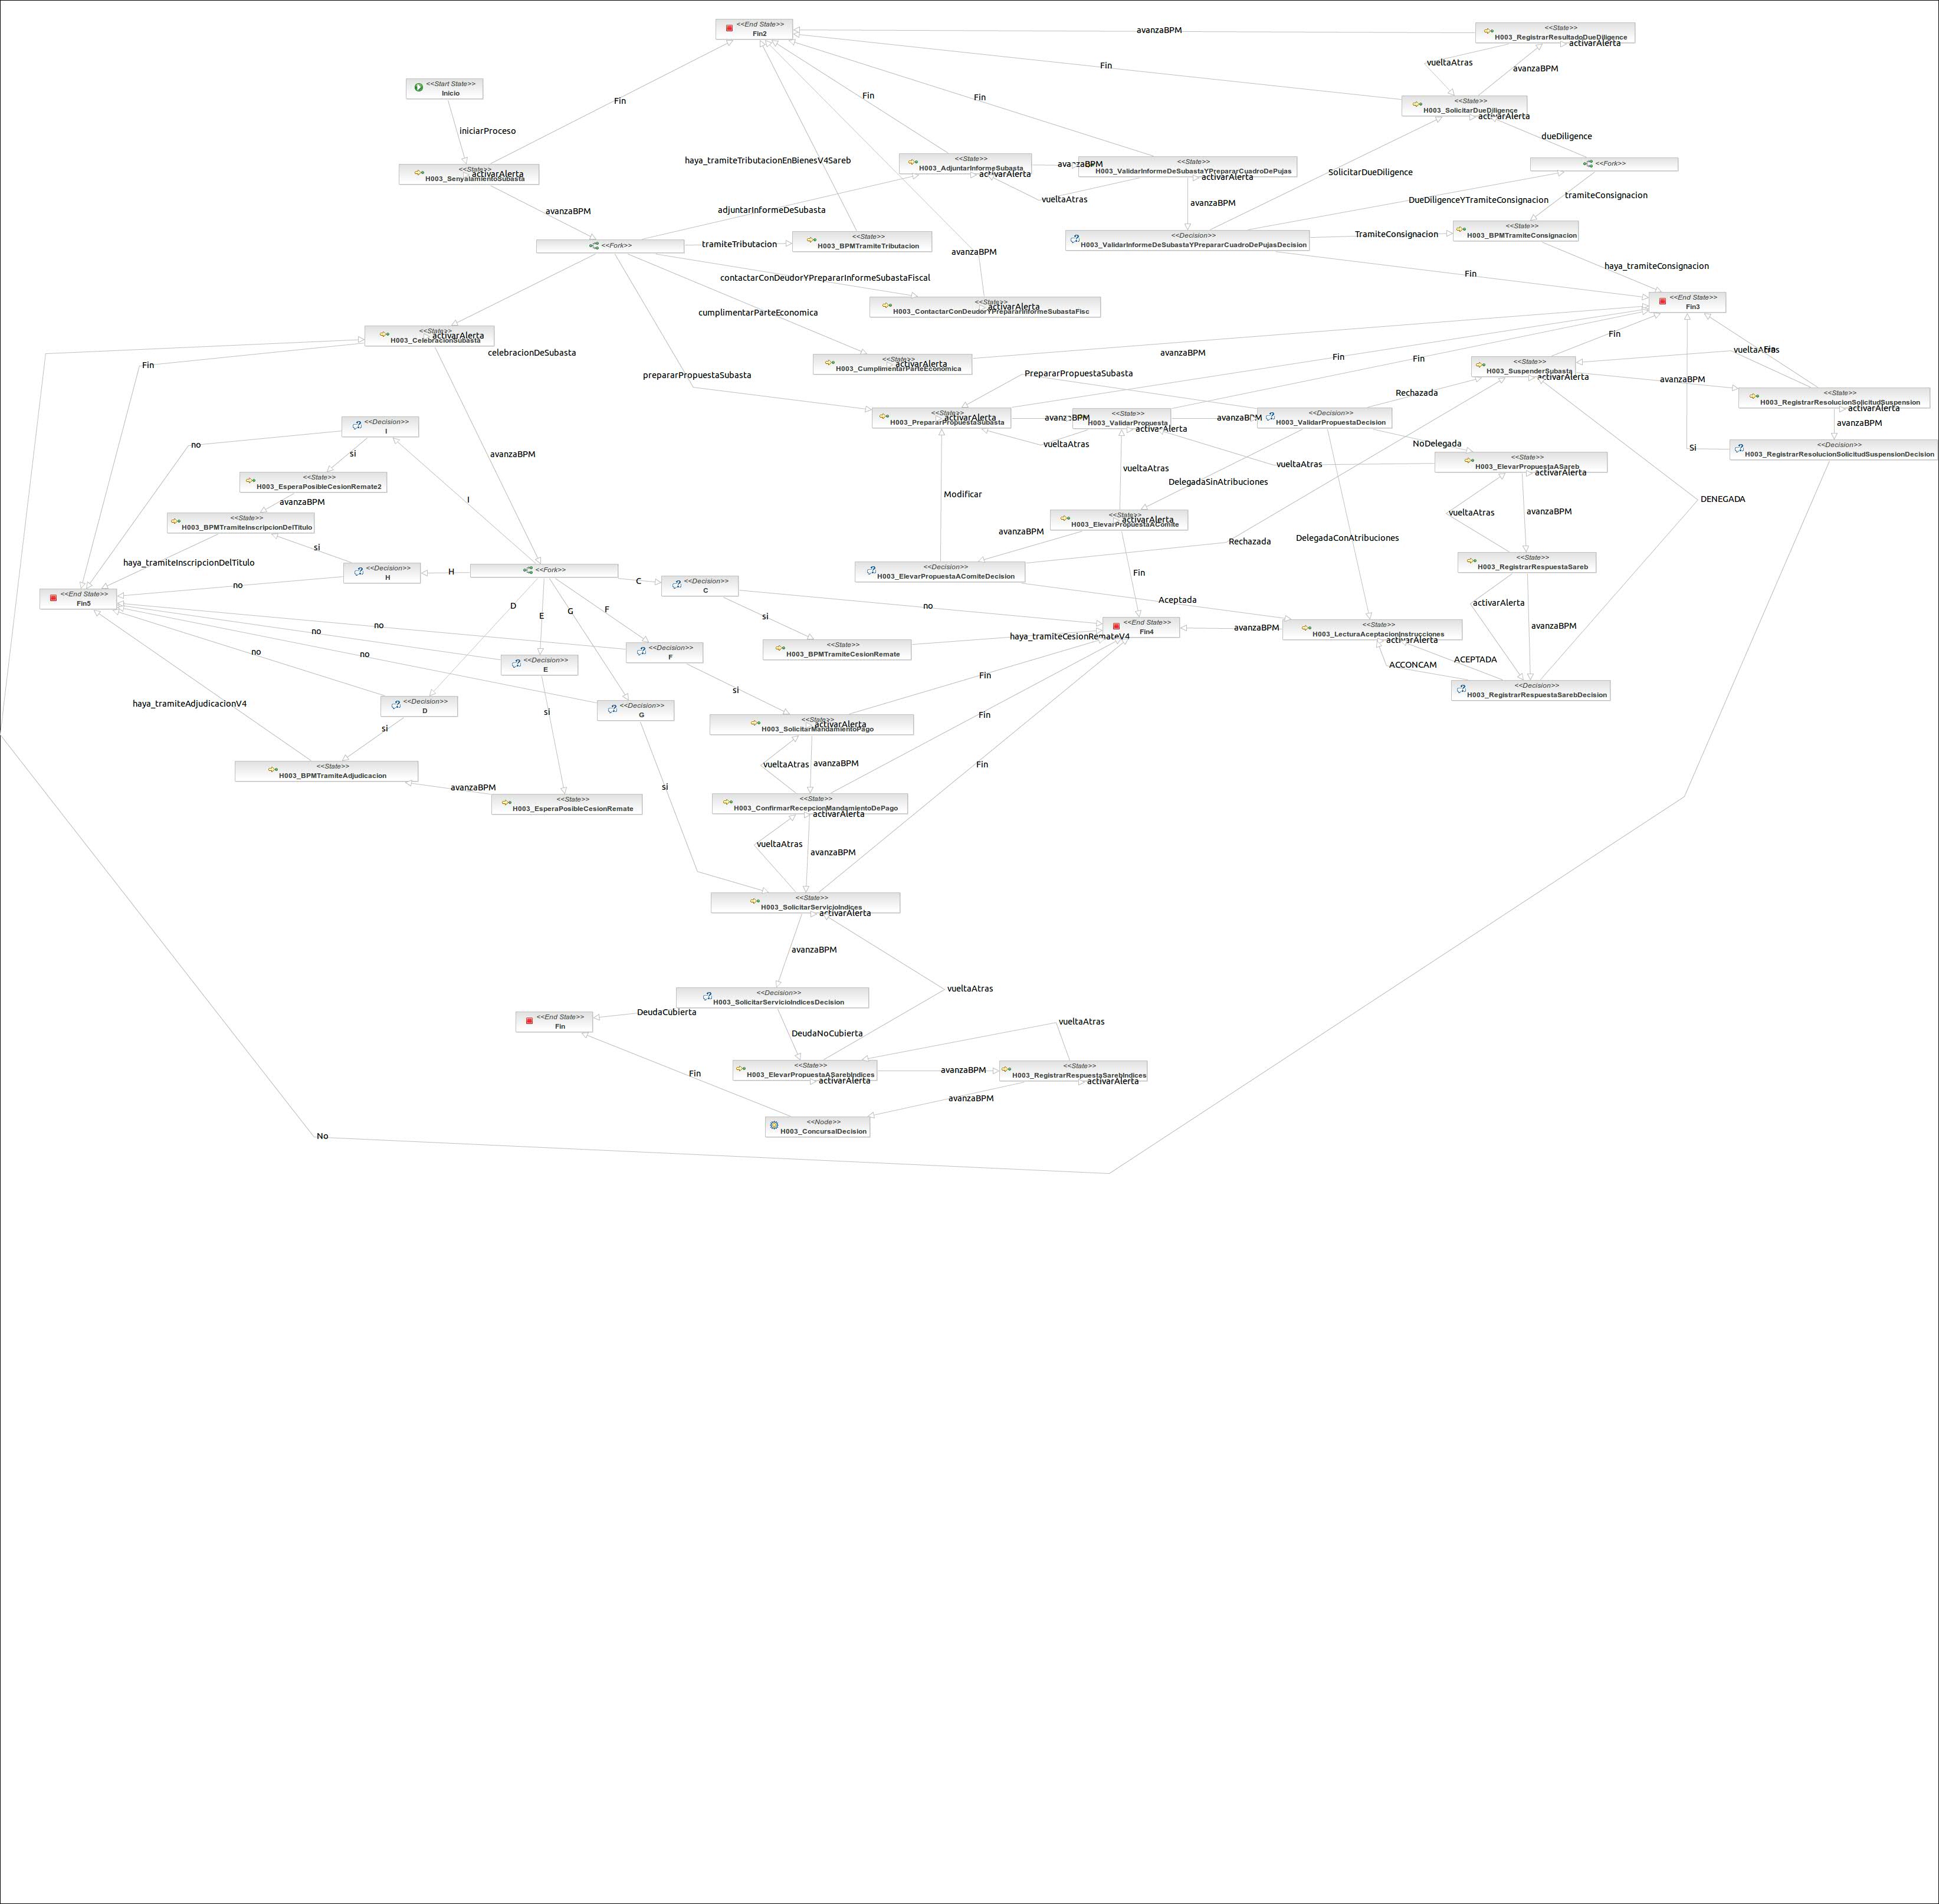 <<End State>>
Fin2
avanzaBPM
<<State>>
H003_RegistrarResultadoDueDiligence
activarAlerta
vueltaAtras
avanzaBPM
Fin
<<Start State>>
Inicio
Fin
Fin
Fin
<<State>>
H003_SolicitarDueDiligence
activarAlerta
iniciarProceso
dueDiligence
haya_tramiteTributacionEnBienesV4Sareb
<<State>>
H003_AdjuntarInformeSubasta
activarAlerta
avanzaBPM
<<State>>
H003_ValidarInformeDeSubastaYPrepararCuadroDePujas
activarAlerta
<<Fork>>
<<State>>
H003_SenyalamientoSubasta
activarAlerta
SolicitarDueDiligence
vueltaAtras
avanzaBPM
DueDiligenceYTramiteConsignacion
tramiteConsignacion
avanzaBPM
adjuntarInformeDeSubasta
<<Fork>>
tramiteTributacion
<<State>>
H003_BPMTramiteTributacion
<<Decision>>
H003_ValidarInformeDeSubastaYPrepararCuadroDePujasDecision
TramiteConsignacion
<<State>>
H003_BPMTramiteConsignacion
avanzaBPM
haya_tramiteConsignacion
Fin
contactarConDeudorYPrepararInformeSubastaFiscal
<<State>>
H003_ContactarConDeudorYPrepararInformeSubastaFisc
activarAlerta
<<End State>>
Fin3
cumplimentarParteEconomica
<<State>>
H003_CelebracionSubasta
activarAlerta
celebracionDeSubasta
Fin
<<State>>
H003_CumplimentarParteEconomica
activarAlerta
avanzaBPM
Fin
Fin
Fin
vueltaAtras
Fin
<<State>>
H003_SuspenderSubasta
activarAlerta
avanzaBPM
prepararPropuestaSubasta
PrepararPropuestaSubasta
Rechazada
<<State>>
H003_RegistrarResolucionSolicitudSuspension
activarAlerta
avanzaBPM
<<State>>
H003_PrepararPropuestaSubasta
activarAlerta
avanzaBPM
<<State>>
H003_ValidarPropuesta
activarAlerta
avanzaBPM
<<Decision>>
H003_ValidarPropuestaDecision
<<Decision>>
I
no
si
avanzaBPM
vueltaAtras
NoDelegada
Si
<<Decision>>
H003_RegistrarResolucionSolicitudSuspensionDecision
vueltaAtras
vueltaAtras
<<State>>
H003_ElevarPropuestaASareb
activarAlerta
<<State>>
H003_EsperaPosibleCesionRemate2
DelegadaSinAtribuciones
Modificar
I
avanzaBPM
DENEGADA
vueltaAtras
avanzaBPM
<<State>>
H003_BPMTramiteInscripcionDelTitulo
<<State>>
H003_ElevarPropuestaAComite
activarAlerta
avanzaBPM
Rechazada
DelegadaConAtribuciones
si
haya_tramiteInscripcionDelTitulo
<<State>>
H003_RegistrarRespuestaSareb
<<Decision>>
H
H
<<Fork>>
C
<<Decision>>
C
<<Decision>>
H003_ElevarPropuestaAComiteDecision
Fin
no
<<End State>>
Fin5
D
E
G
F
no
Aceptada
activarAlerta
si
<<End State>>
Fin4
avanzaBPM
<<State>>
H003_LecturaAceptacionInstrucciones
activarAlerta
avanzaBPM
no
no
no
no
<<Decision>>
F
<<State>>
H003_BPMTramiteCesionRemate
haya_tramiteCesionRemateV4
<<Decision>>
E
ACCONCAM
ACEPTADA
Fin
si
<<Decision>>
H003_RegistrarRespuestaSarebDecision
haya_tramiteAdjudicacionV4
<<Decision>>
D
<<Decision>>
G
si
si
<<State>>
H003_SolicitarMandamientoPago
activarAlerta
Fin
vueltaAtras
avanzaBPM
Fin
<<State>>
H003_BPMTramiteAdjudicacion
avanzaBPM
si
<<State>>
H003_EsperaPosibleCesionRemate
<<State>>
H003_ConfirmarRecepcionMandamientoDePago
activarAlerta
vueltaAtras
avanzaBPM
<<State>>
H003_SolicitarServicioIndices
activarAlerta
avanzaBPM
vueltaAtras
<<Decision>>
H003_SolicitarServicioIndicesDecision
DeudaCubierta
<<End State>>
Fin
DeudaNoCubierta
vueltaAtras
Fin
<<State>>
H003_ElevarPropuestaASarebIndices
activarAlerta
avanzaBPM
<<State>>
H003_RegistrarRespuestaSarebIndices
activarAlerta
avanzaBPM
<<Node>>
H003_ConcursalDecision
No